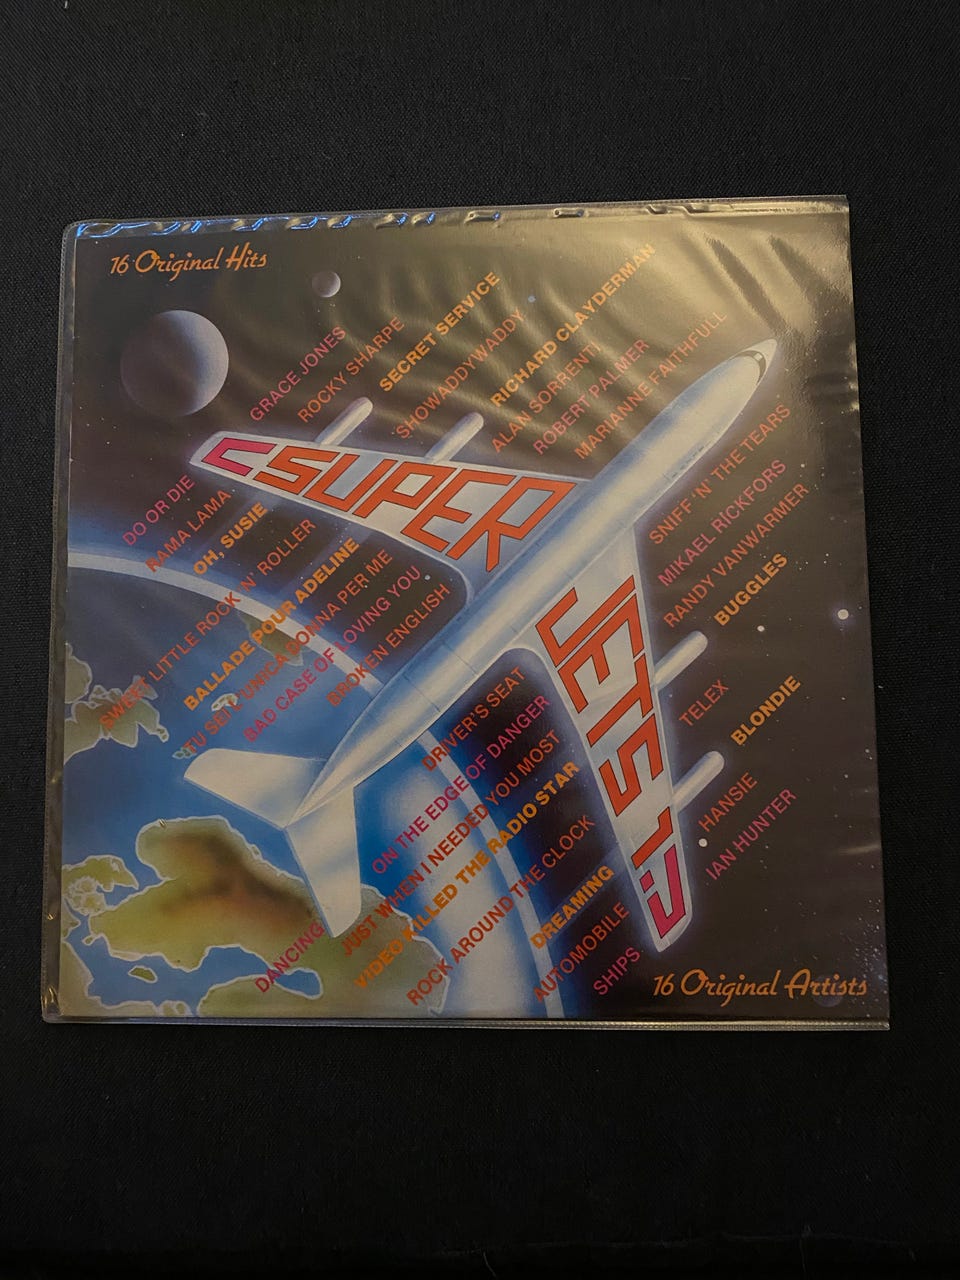 16 Original Hits
GRACE JONES
ROCKY SHARPE
SECRET SERVICE
SHOWADDYWADDY
RICHARD CLAYDERMAN
ALAN SORRENTI
ROBERT PALMER
MARIANNE FAITHFULL
SUPER
DO OR DIE
RAMA LAMA
OH, SUSIE
SWEET LITTLE ROCK 'N' ROLLER
BALLADE POUR ADELINE
TU SEI L'UNICA DONNA PER ME
BAD CASE OF LOVING YOU
BROKEN ENGLISH
JETS 1
SNIFF 'N' THE TEARS
MIKAEL RICKFORS
RANDY VANWARMER
BUGGLES
TELEX
BLONDIE
HANSIE
IAN HUNTER
DRIVER'S SEAT
ON THE EDGE OF DANGER
DANCING JUST WHEN I NEEDED YOU MOST
VIDEO KILLED THE RADIO STAR
ROCK AROUND THE CLOCK
DREAMING
AUTOMOBILE
SHIPS
16 Original Artists